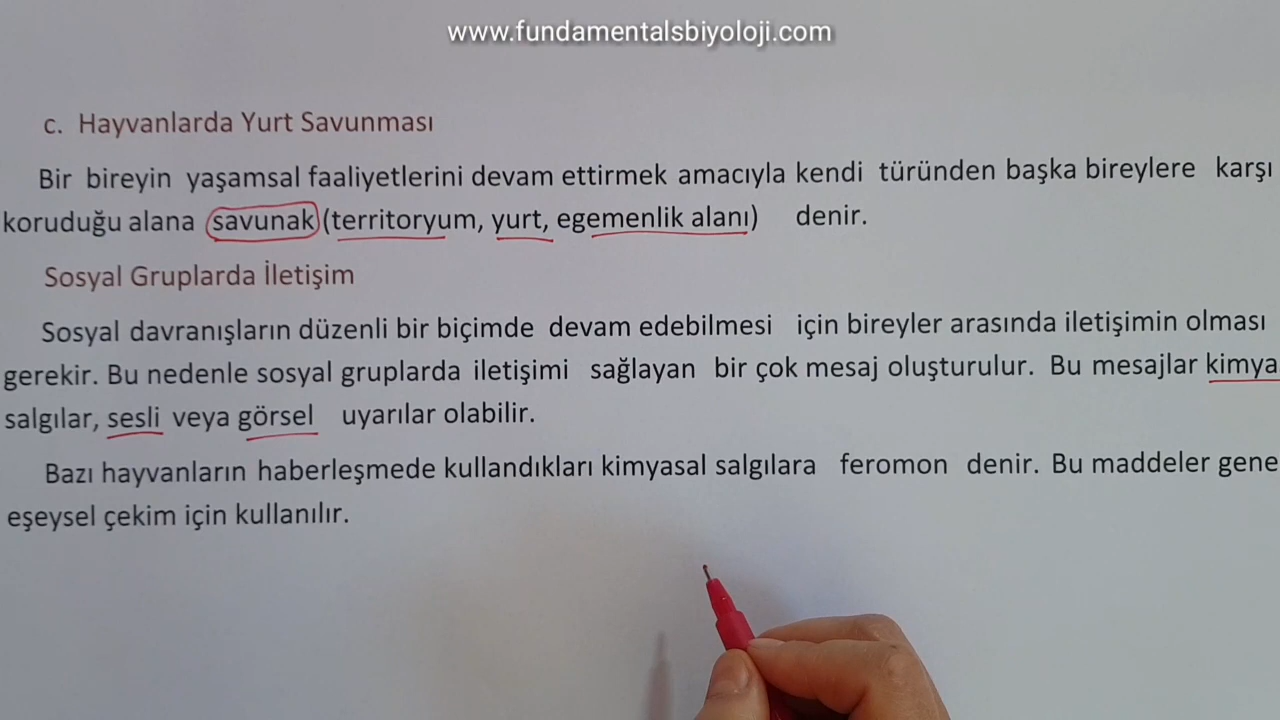 www.fundamentalsbiyoloji.com
c. Hayvanlarda Yurt Savunması
Bir bireyin yaşamsal faaliyetlerini devam ettirmek amacıyla kendi türünden başka bireylere karşı
koruduğu alana savunak (territoryum, yurt, egemenlik alanı) denir.
Sosyal Gruplarda İletişim
Sosyal davranışların düzenli bir biçimde devam edebilmesi için bireyler arasında iletişimin olması
gerekir. Bu nedenle sosyal gruplarda iletişimi sağlayan bir çok mesaj oluşturulur. Bu mesajlar kimya
salgılar, sesli veya görsel uyarılar olabilir.
Bazı hayvanların haberleşmede kullandıkları kimyasal salgılara feromon denir. Bu maddeler gene
eşeysel çekim için kullanılır.